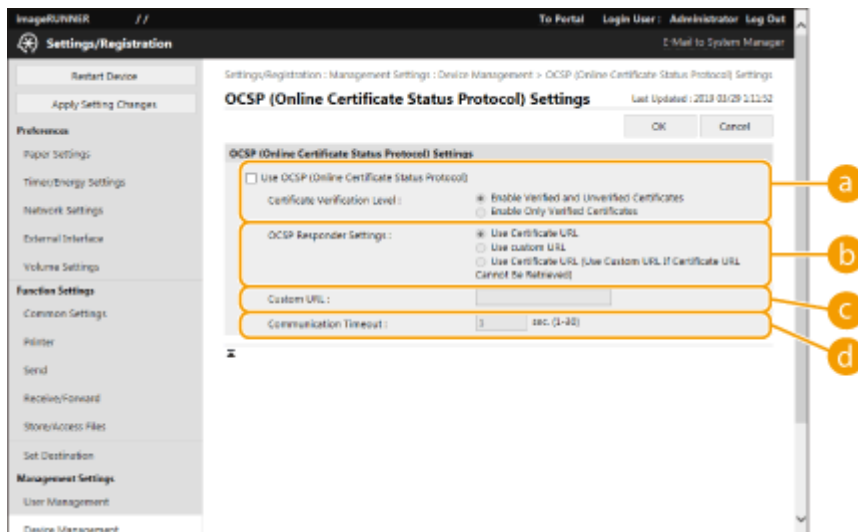 imageRUNNER // To Portal Login User : Administrator Log Out
Settings/Registration E-Mail to System Manager
Restart Device
Apply Setting Changes
Preferences
Paper Settings
Timer/Energy Settings
Network Settings
External Interface
Volume Settings
Function Settings
Common Settings
Printer
Send
Receive/Forward
Store/Access Files
Set Destination
Management Settings
User Management
Device Management
Settings/Registration : Management Settings : Device Management > OCSP (Online Certificate Status Protocol) Settings
OCSP (Online Certificate Status Protocol) Settings
Last Updated :
OK Cancel
OCSP (Online Certificate Status Protocol) Settings
Use OCSP (Online Certificate Status Protocol)
Certificate Verification Level : Enable Verified and Unverified Certificates
Enable Only Verified Certificates
a
OCSP Responder Settings : Use Certificate URL
Use custom URL
Use Certificate URL (Use Custom URL If Certificate URL
Cannot Be Retrieved)
b
Custom URL :
c
Communication Timeout : 3 sec. (1-30)
d